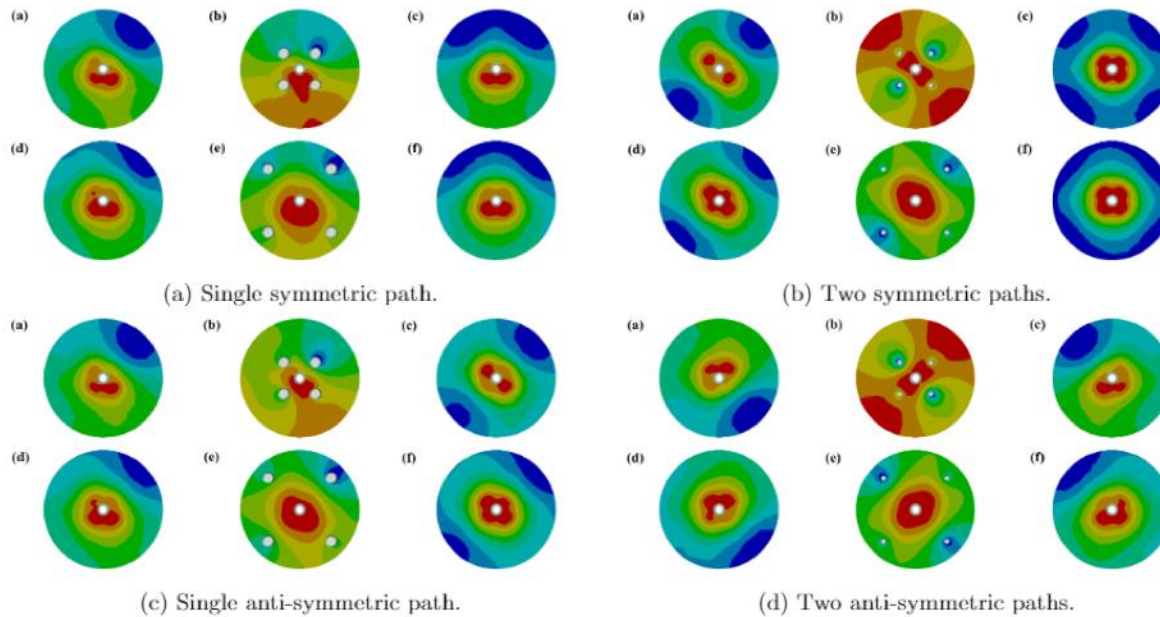 (a) (b) (c) (a) (b) (c)
(d) (e) (f) (d) (e) (f)
(a) Single symmetric path. (b) Two symmetric paths.
(a) (b) (c) (a) (b) (c)
(d) (e) (f) (d) (e) (f)
(c) Single anti-symmetric path. (d) Two anti-symmetric paths.